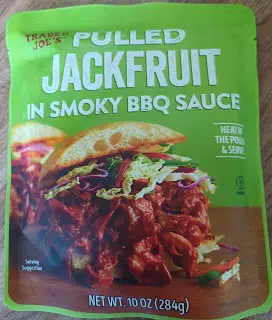 TRADER
JOE'S
PULLED
JACKFRUIT
IN SMOKY BBQ SAUCE
HEAT IN
THE POUCH
& SERVE
Serving
Suggestion
NET WT. 10 OZ (284g)